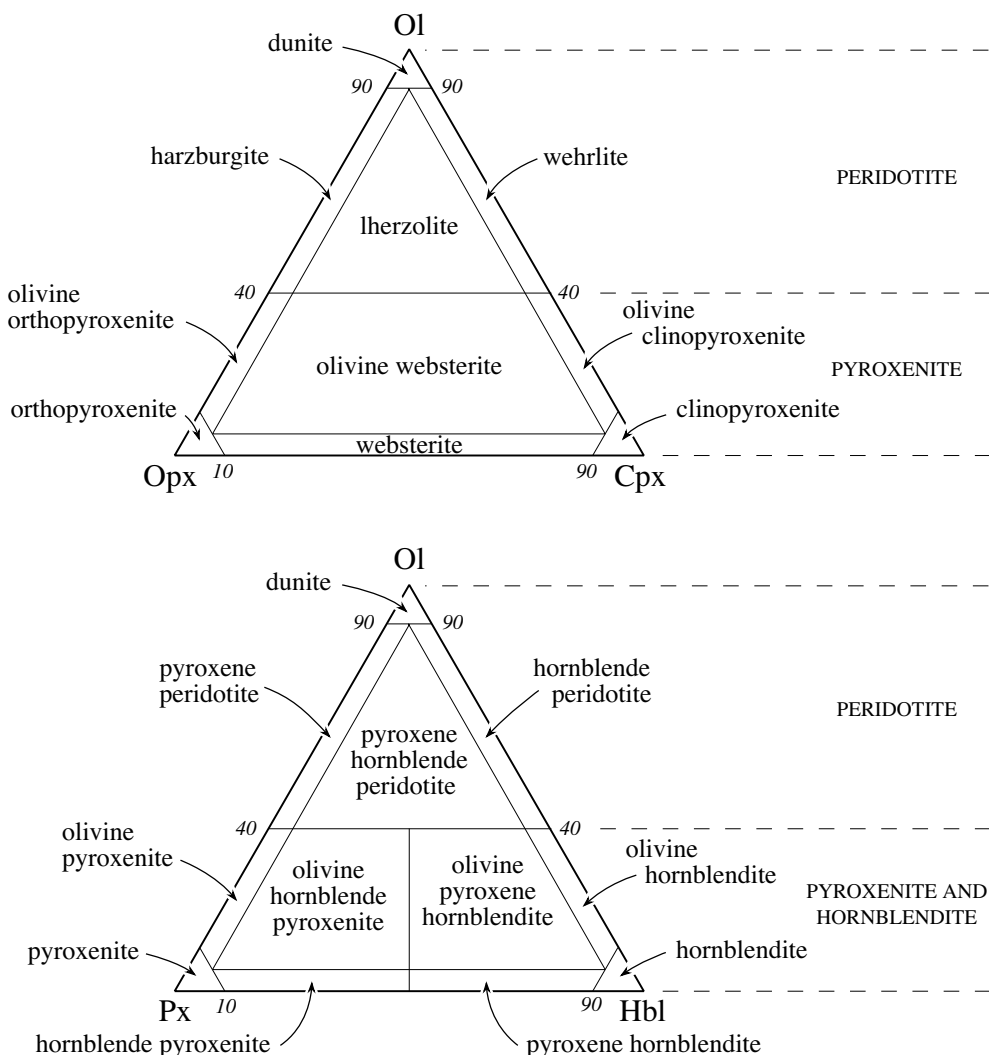 Ol
dunite
90
90
harzburgite
wehrlite
PERIDOTITE
lherzolite
40
40
olivine
orthopyroxenite
olivine
clinopyroxenite
olivine websterite
PYROXENITE
orthopyroxenite
clinopyroxenite
websterite
Opx
10
90
Cpx
Ol
dunite
90
90
pyroxene
peridotite
hornblende
peridotite
PERIDOTITE
pyroxene
hornblende
peridotite
40
40
olivine
pyroxenite
olivine
hornblende
pyroxenite
olivine
pyroxene
hornblendite
olivine
hornblendite
PYROXENITE AND
HORNBLENDITE
pyroxenite
hornblendite
Px
10
90
Hbl
hornblende pyroxenite
pyroxene hornblendite